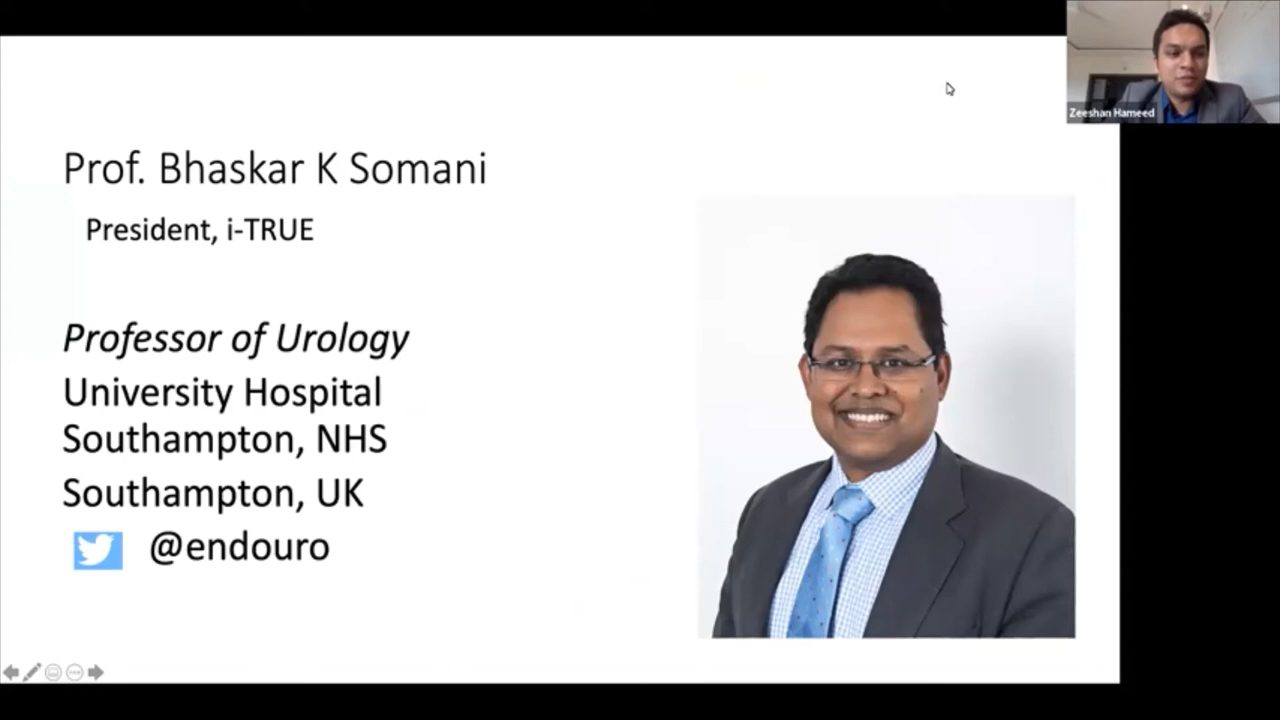 Zeeshan Hameed
Prof. Bhaskar K Somani
President, i-TRUE
Professor of Urology
University Hospital
Southampton, NHS
Southampton, UK
@endouro